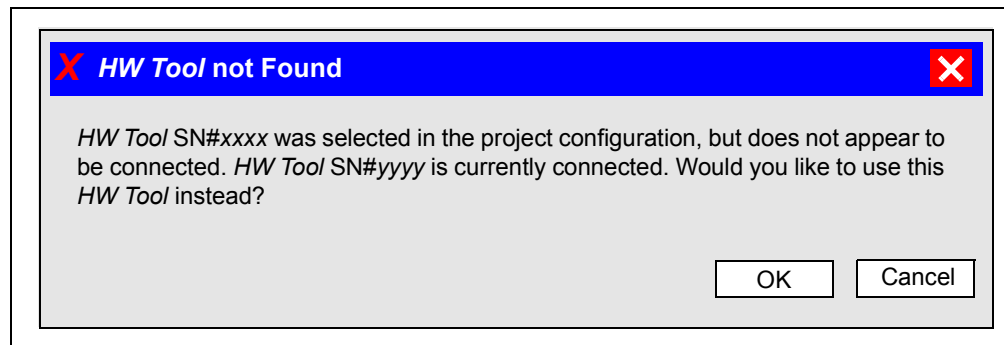 X HW Tool not Found X
HW Tool SN#xxxx was selected in the project configuration, but does not appear to
be connected. HW Tool SN#yyyy is currently connected. Would you like to use this
HW Tool instead?
OK Cancel